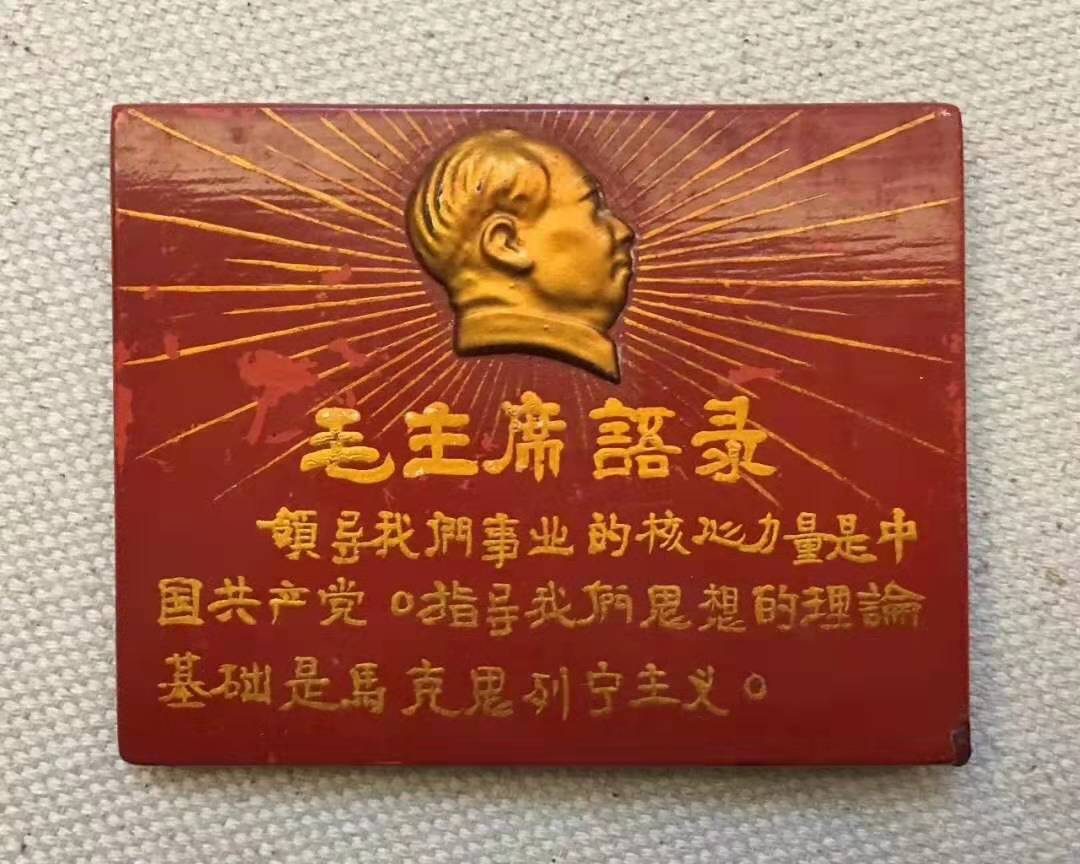 毛主席語录
領导我們事业的核心力量是中
国共产党。指导我們思想的理論
基础是馬克思列宁主义。